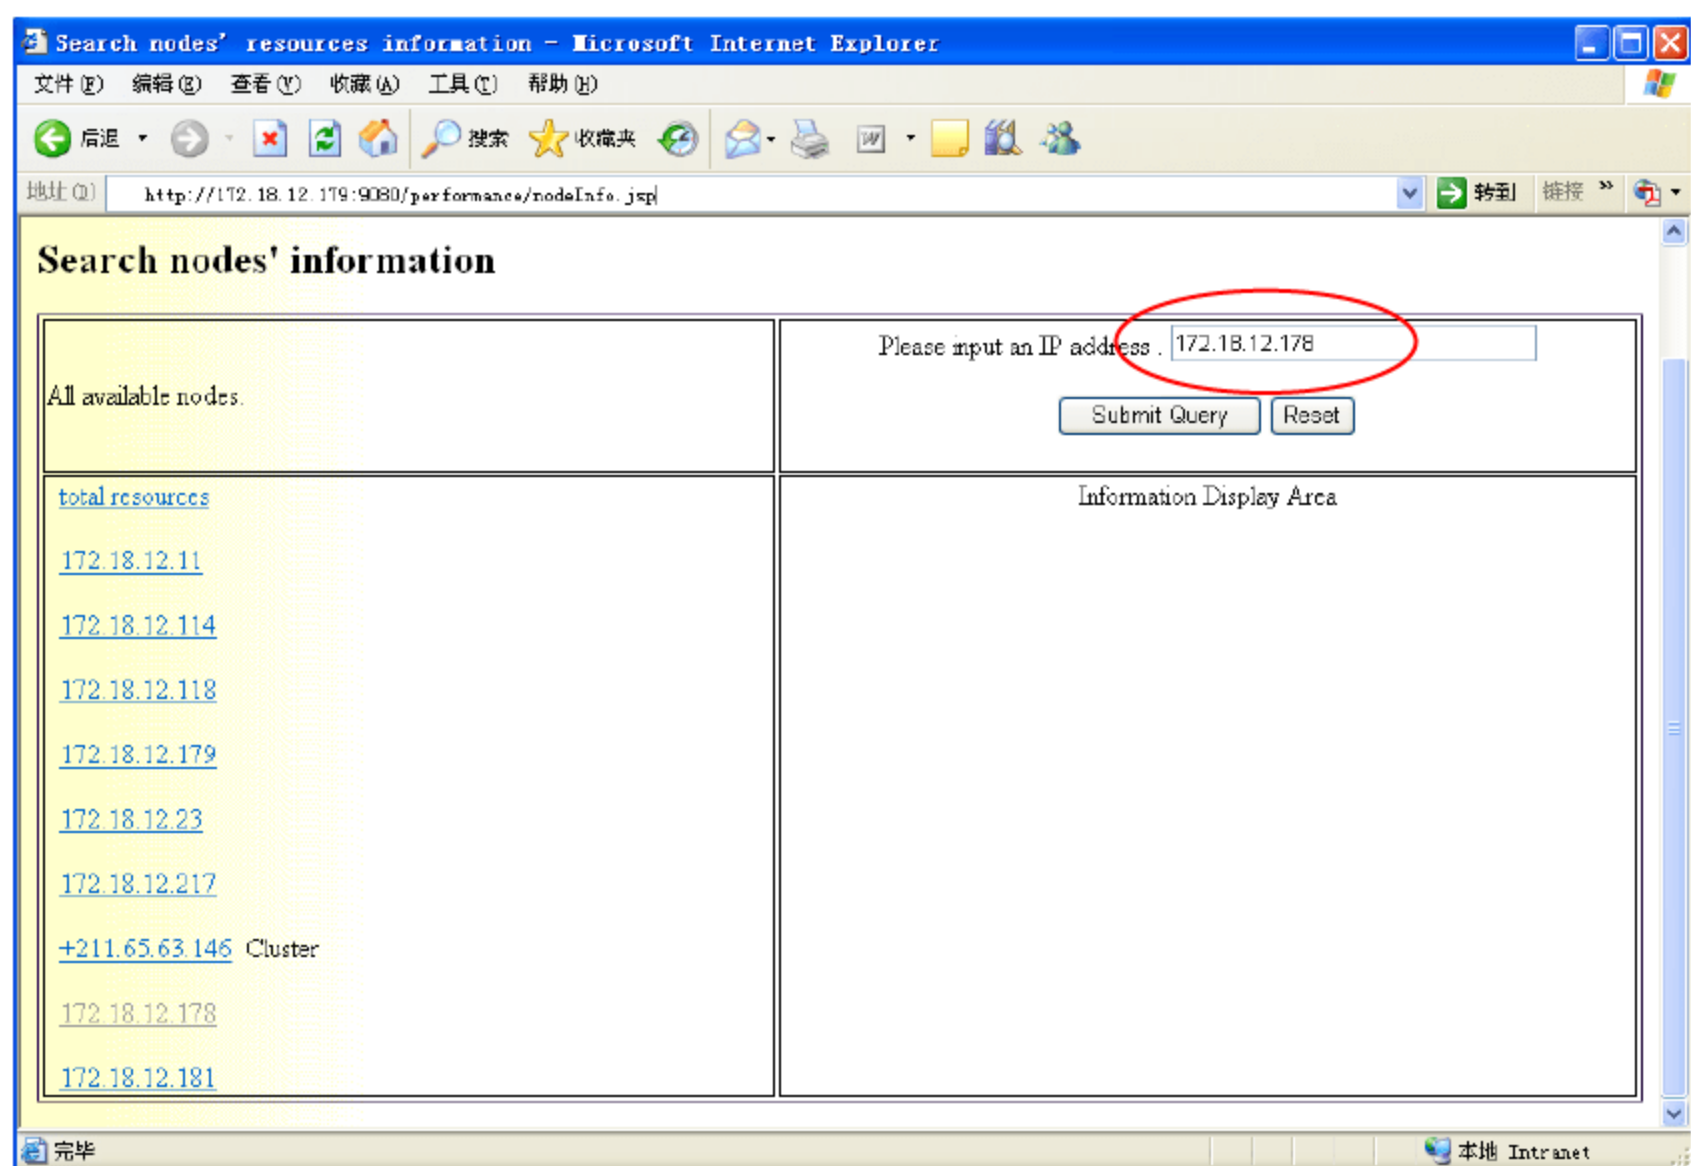 Search nodes' resources information - Microsoft Internet Explorer
文件(F) 编辑(E) 查看(V) 收藏(A) 工具(T) 帮助(H)
后退 搜索 收藏夹 W
地址(D) http://172.18.12.179:9080/performance/nodeInfo.jsp 转到 链接 »
Search nodes' information
Please input an IP address . 172.18.12.178
All available nodes.
Submit Query Reset
total resources
Information Display Area
172.18.12.11
172.18.12.114
172.18.12.118
172.18.12.179
172.18.12.23
172.18.12.217
+211.65.63.146 Cluster
172.18.12.178
172.18.12.181
完毕 本地 Intranet